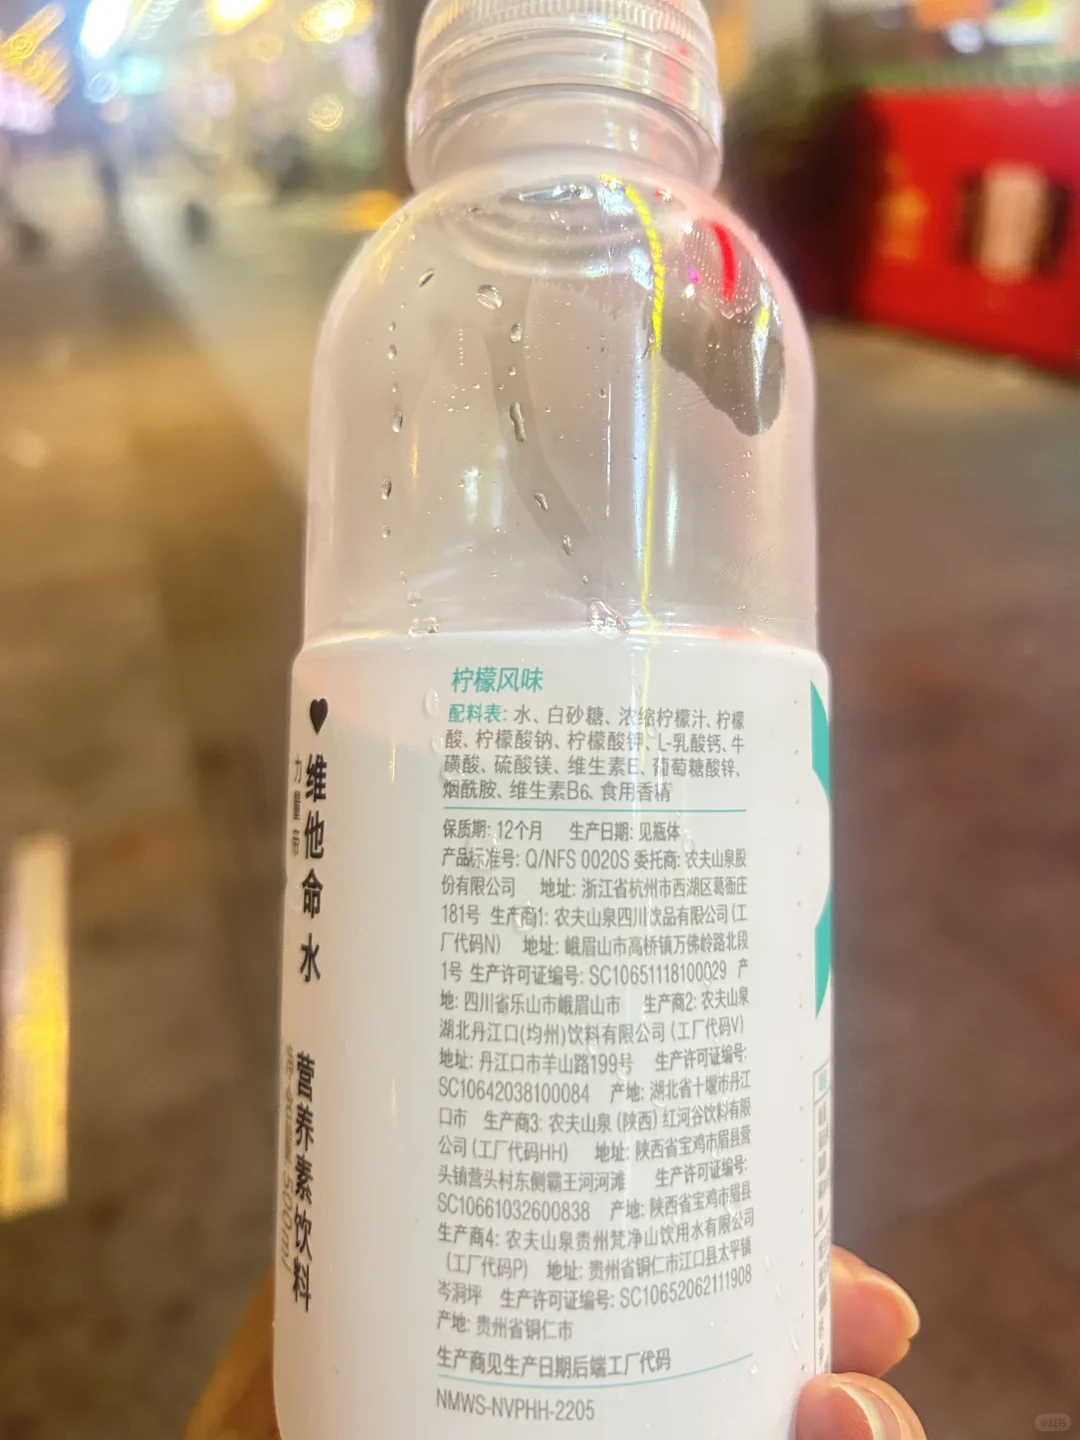 柠檬风味
配料表: 水、白砂糖、浓缩柠檬汁、柠檬
酸、柠檬酸钠、柠檬酸钾、L-乳酸钙、牛
磺酸、硫酸镁、维生素E、葡萄糖酸锌、
烟酰胺、维生素B6、食用香精
保质期: 12个月 生产日期: 见瓶体
产品标准号: Q/NFS 0020S 委托商: 农夫山泉股
份有限公司 地址: 浙江省杭州市西湖区葛衙庄
181号 生产商1: 农夫山泉四川饮品有限公司(工
厂代码N) 地址: 峨眉山市高桥镇万佛岭路北段
1号 生产许可证编号: SC10651118100029 产
地: 四川省乐山市峨眉山市 生产商2: 农夫山泉
湖北丹江口(均州)饮料有限公司(工厂代码V)
地址: 丹江口市羊山路199号 生产许可证编号:
SC10642038100084 产地: 湖北省十堰市丹江
口市 生产商3: 农夫山泉(陕西)红河谷饮料有限
公司(工厂代码HH) 地址: 陕西省宝鸡市眉县营
头镇营头村东侧霸王河河滩 生产许可证编号:
SC10661032600838 产地: 陕西省宝鸡市眉县
生产商4: 农夫山泉贵州梵净山饮用水有限公司
(工厂代码P) 地址: 贵州省铜仁市江口县太平镇
岑洞坪 生产许可证编号: SC10652062111908
产地: 贵州省铜仁市
生产商见生产日期后端工厂代码
NMWS-NVPHH-2205
维他命水
力量帝
营养素饮料
净含量: 500ml